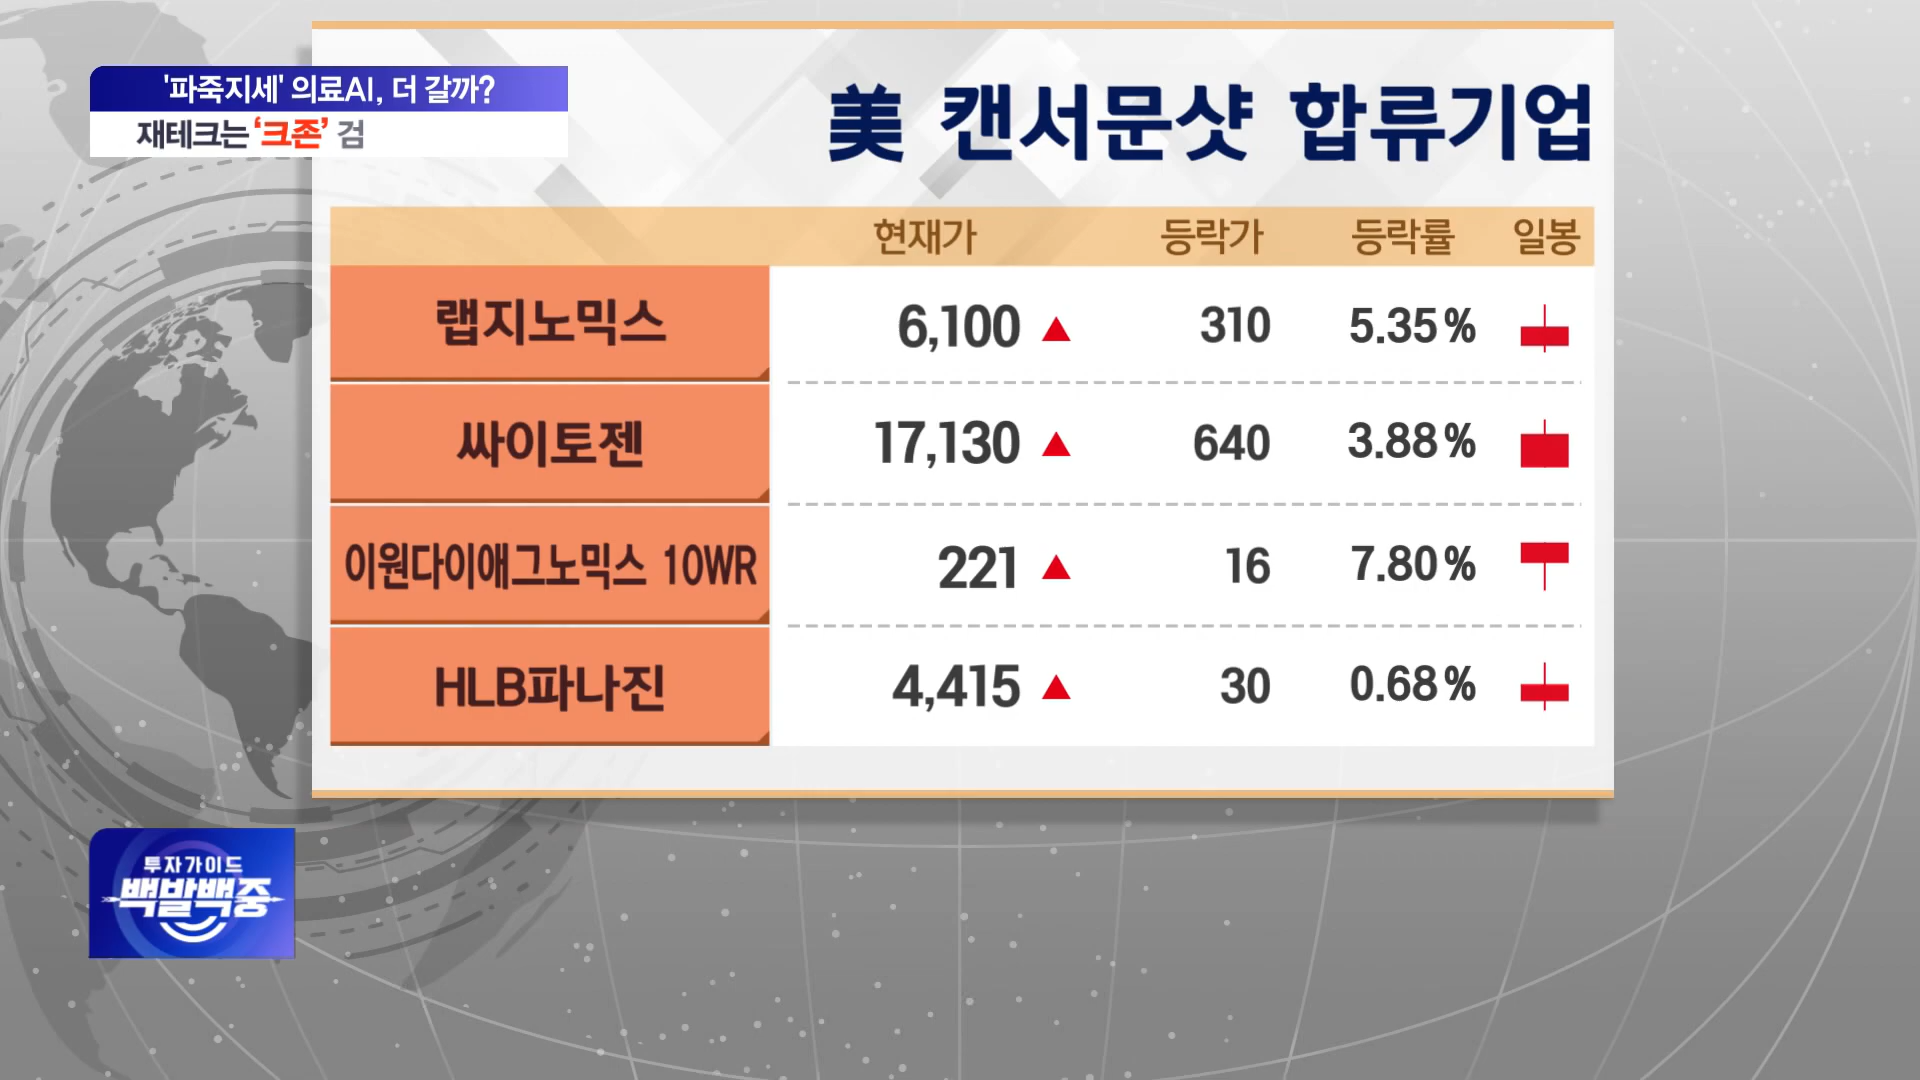 '파죽지세' 의료AI, 더 갈까?
재테크는 '크존' 검
美 캔서문샷 합류기업
현재가 등락가 등락률 일봉
랩지노믹스 6,100 ▲ 310 5.35%
싸이토젠 17,130 ▲ 640 3.88%
이원다이애그노믹스 10WR 221 ▲ 16 7.80%
HLB파나진 4,415 ▲ 30 0.68%
투자가이드
백발백중